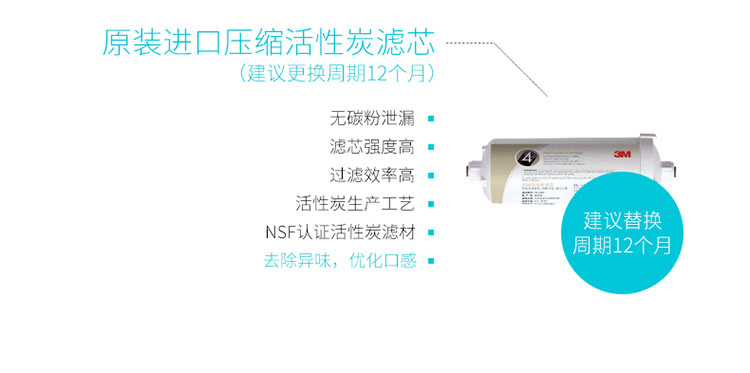 原装进口压缩活性炭滤芯
（建议更换周期12个月）
无碳粉泄漏
滤芯强度高
过滤效率高
活性炭生产工艺
NSF认证活性炭滤材
去除异味，优化口感
4
3M
建议替换
周期12个月